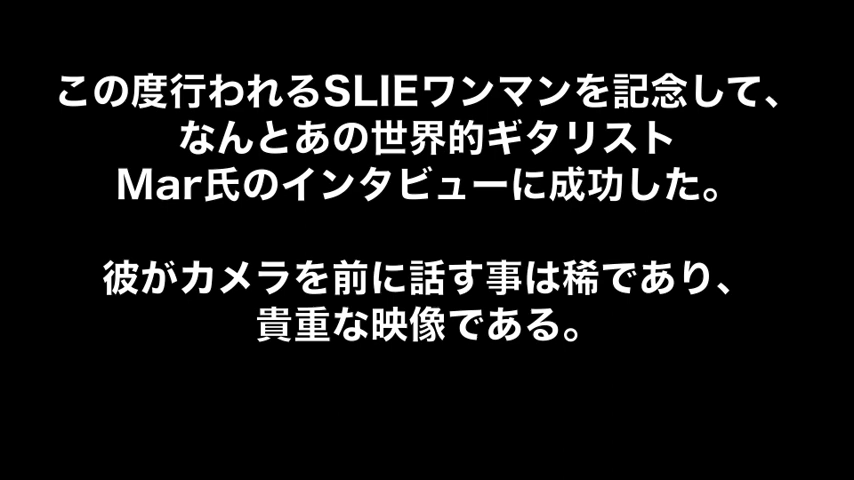 この度行われるSLIEワンマンを記念して、
なんとあの世界的ギタリスト
Mar氏のインタビューに成功した。
彼がカメラを前に話す事は稀であり、
貴重な映像である。